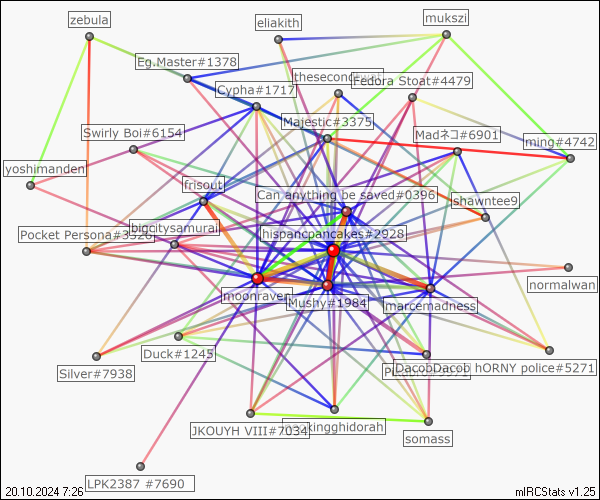 zebula
eliakith
mukszi
Eg.Master#1378
thesecond
Fedora Stoat#4479
Cypha#1717
Majestic#3375
Swirly Boi#6154
Madネコ#6901
ming#4742
yoshimanden
frisout
Can anything be saved#0396
shawntee9
bigcitysamurai
Pocket Persona#3326
hispancpancakes#2928
moonraven
Mushy#1984
marcemadness
normalwan
Duck#1245
Silver#7938
DacobDacob hORNY police#5271
JKOUYH VIII#7034
kingghidorah
somass
LPK2387 #7690
20.10.2024 7:26
mIRCStats v1.25